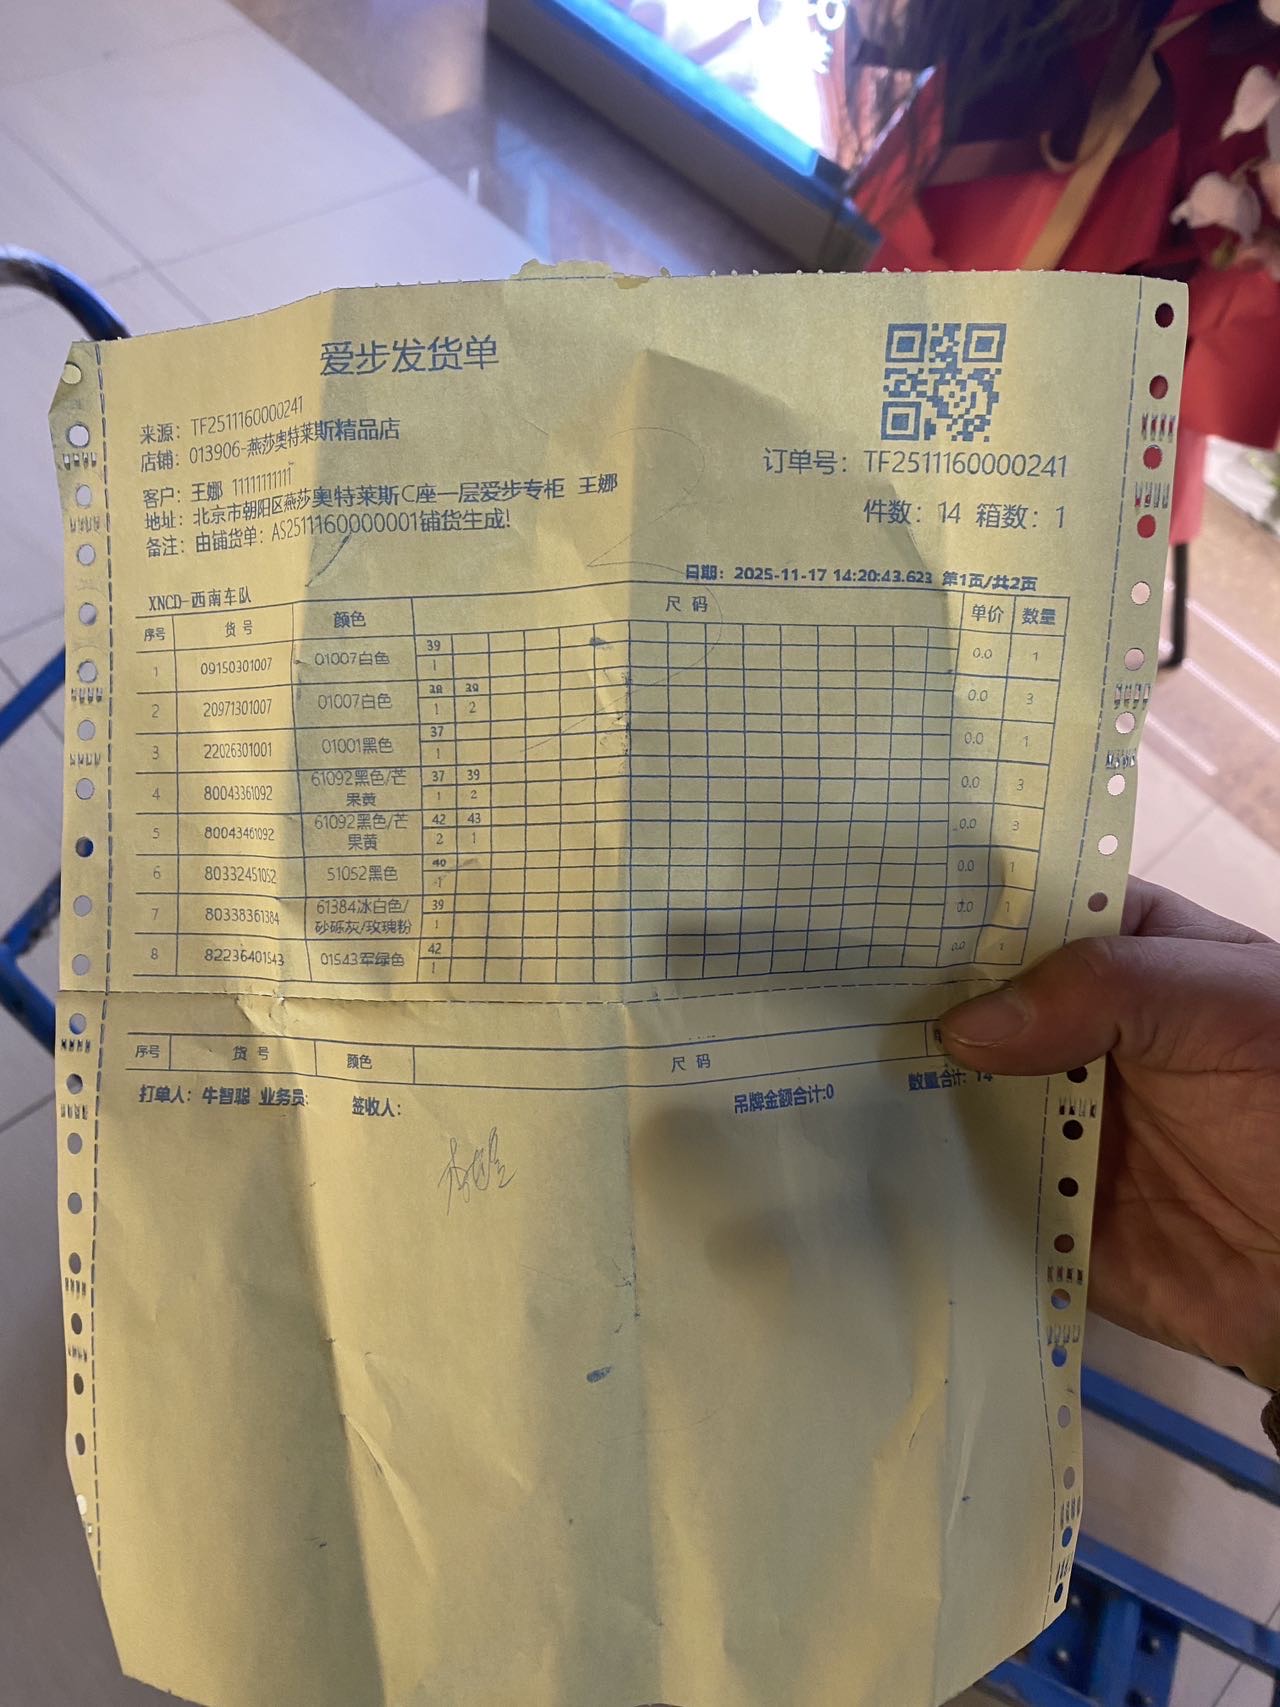 爱步发货单
来源：TF2511160000241
店铺：013906-燕莎奥特莱斯精品店
客户：王娜 11111111111
地址：北京市朝阳区燕莎奥特莱斯C座一层爱步专柜 王娜
备注：由铺货单：AS2511160000001铺货生成!
订单号：TF2511160000241
件数：14 箱数：1
日期：2025-11-17 14:20:43.623 第1页/共2页
XNCD-西南车队
序号 货号 颜色 尺码 单价 数量
39
1 09150301007 01007白色 0.0 1
1
38 39
2 20971301007 01007白色 0.0 3
1 2
37
3 22026301001 01001黑色 0.0 1
1
37 39
4 80043361092 61092黑色/芒果黄 0.0 3
1 2
42 43
5 80043461092 61092黑色/芒果黄 0.0 3
2 1
40
6 80332451052 51052黑色 0.0 1
1
39
7 80338361384 61384冰白色/砂砾灰/玫瑰粉 0.0 1
1
42
8 82236401543 01543军绿色 0.0 1
1
序号 货号 颜色 尺码
打单人：牛智聪 业务员: 签收人： 吊牌金额合计:0 数量合计: 14